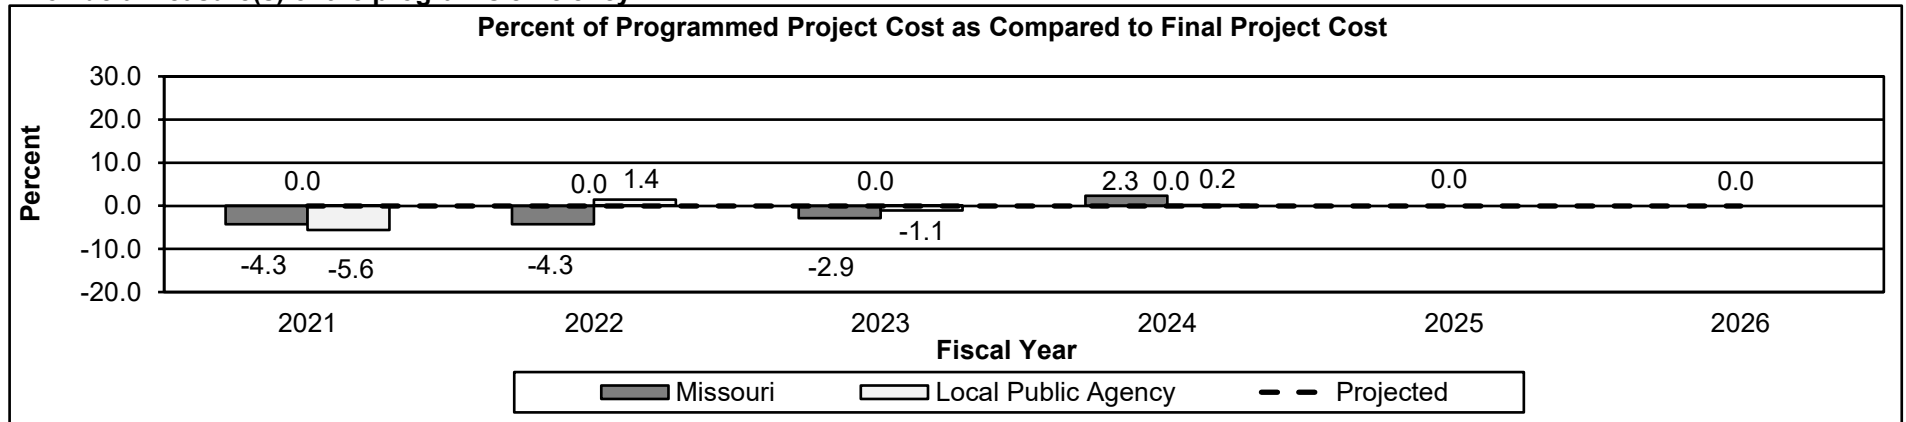 Percent of Programmed Project Cost as Compared to Final Project Cost
Percent
30.0
20.0
10.0
0.0
-10.0
-20.0
0.0
0.0 1.4
0.0
2.3 0.0 0.2
0.0
0.0
-4.3 -5.6
-4.3
-2.9
-1.1
2021 2022 2023 2024 2025 2026
Fiscal Year
Missouri Local Public Agency Projected